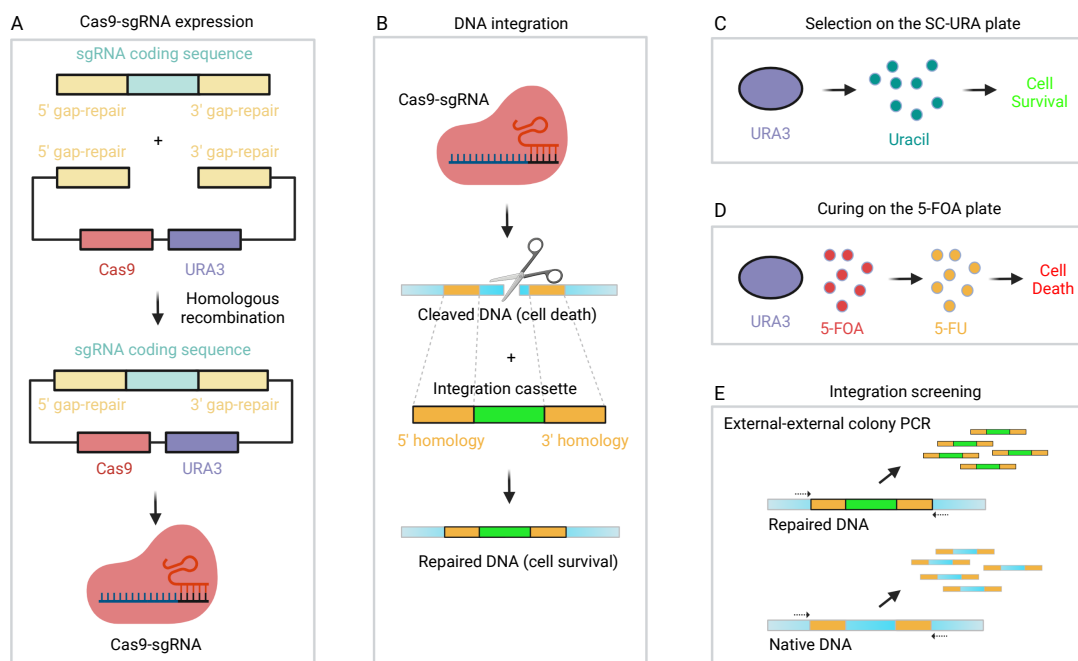 A
Cas9-sgRNA expression
sgRNA coding sequence
5' gap-repair
3' gap-repair
+
5' gap-repair
3' gap-repair
Cas9
URA3
Homologous
recombination
sgRNA coding sequence
5' gap-repair
3' gap-repair
Cas9
URA3
Cas9-sgRNA
B
DNA integration
Cas9-sgRNA
Cleaved DNA (cell death)
+
Integration cassette
5' homology
3' homology
Repaired DNA (cell survival)
C
Selection on the SC-URA plate
URA3
Uracil
Cell
Survival
D
Curing on the 5-FOA plate
URA3
5-FOA
5-FU
Cell
Death
E
Integration screening
External-external colony PCR
Repaired DNA
Native DNA